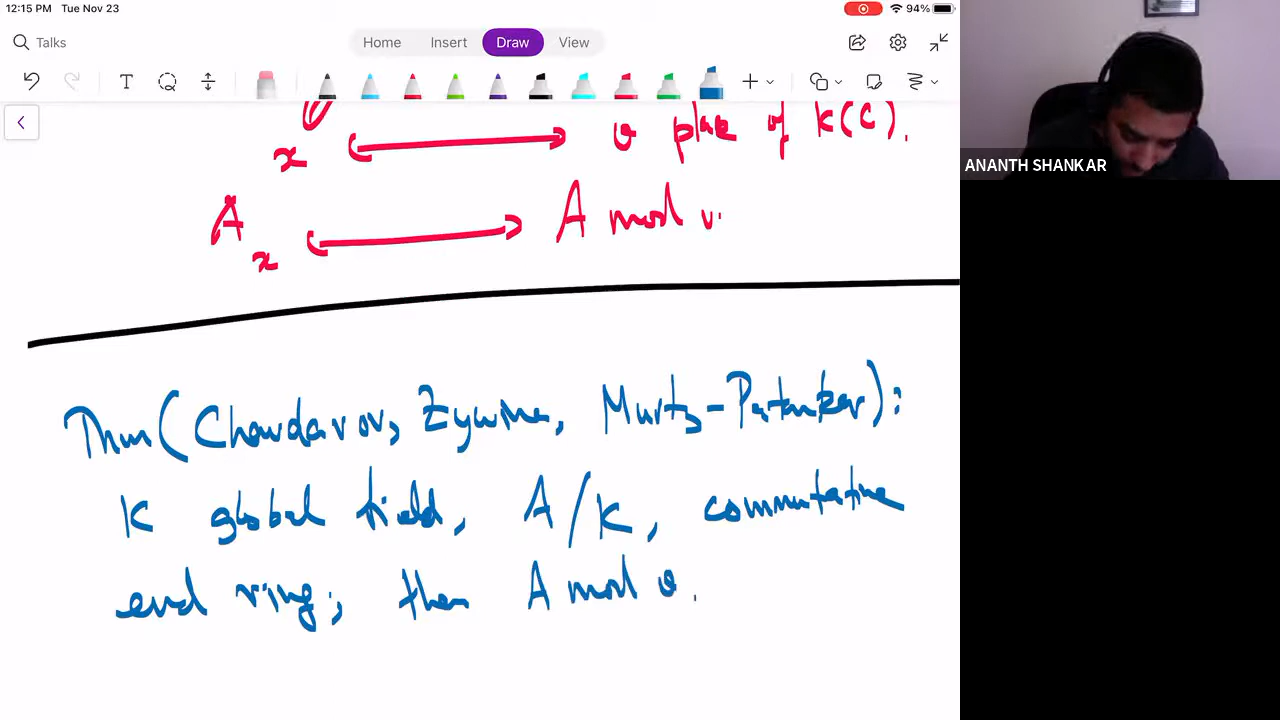 12:15 PM Tue Nov 23
94%
Talks
Home Insert Draw View
x ⟷ v place of k(C).
A_x ⟷ A mod v.
ANANTH SHANKAR
Thm (Chavdarov, Zywina, Murty-Patankar):
K global field, A/K, commutative
end ring; then A mod v